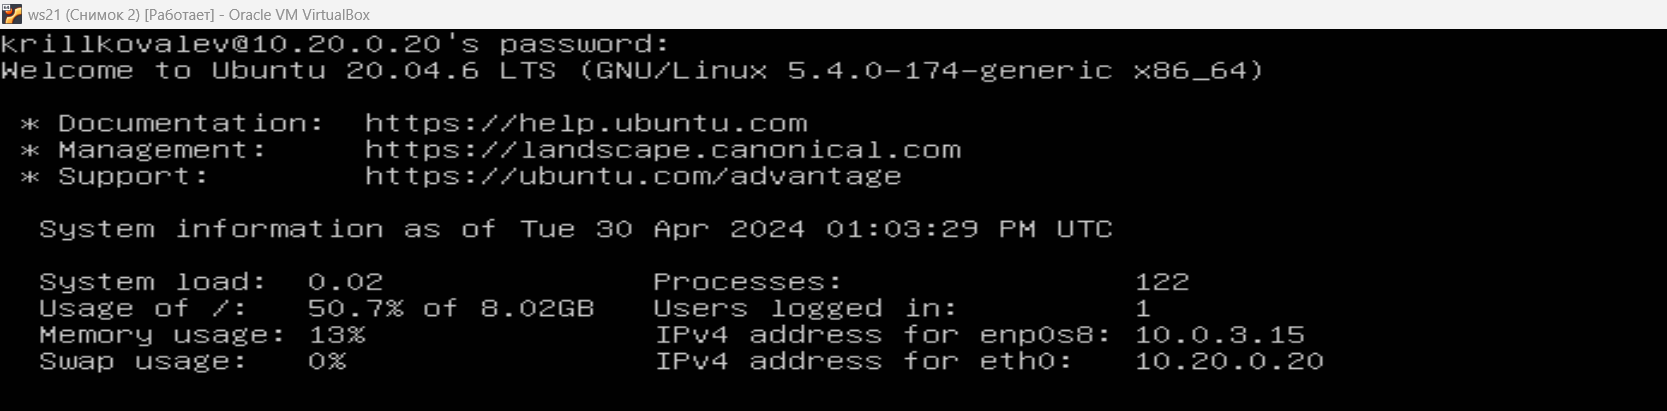 ws21 (Снимок 2) [Работает] - Oracle VM VirtualBox
krillkovalev@10.20.0.20's password:
Welcome to Ubuntu 20.04.6 LTS (GNU/Linux 5.4.0-174-generic x86_64)
* Documentation: https://help.ubuntu.com
* Management: https://landscape.canonical.com
* Support: https://ubuntu.com/advantage
System information as of Tue 30 Apr 2024 01:03:29 PM UTC
System load: 0.02 Processes: 122
Usage of /: 50.7% of 8.02GB Users logged in: 1
Memory usage: 13% IPv4 address for enp0s8: 10.0.3.15
Swap usage: 0% IPv4 address for eth0: 10.20.0.20